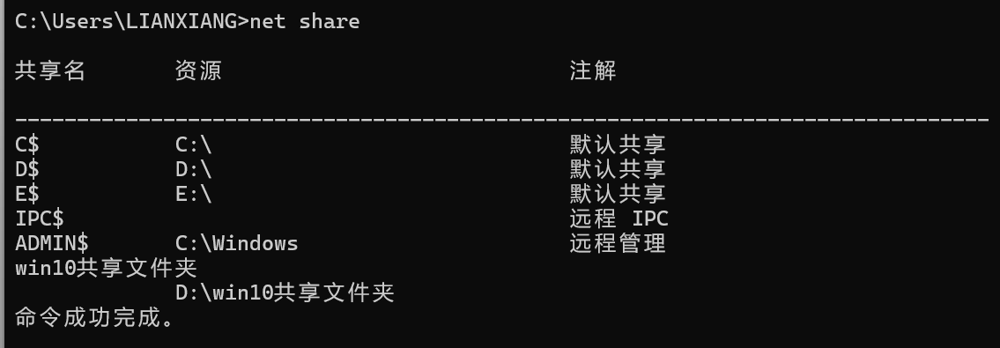 C:\Users\LIANXIANG>net share
共享名 资源 注解
-------------------------------------------------------------------------------
C$ C:\ 默认共享
D$ D:\ 默认共享
E$ E:\ 默认共享
IPC$ 远程 IPC
ADMIN$ C:\Windows 远程管理
win10共享文件夹
D:\win10共享文件夹
命令成功完成。